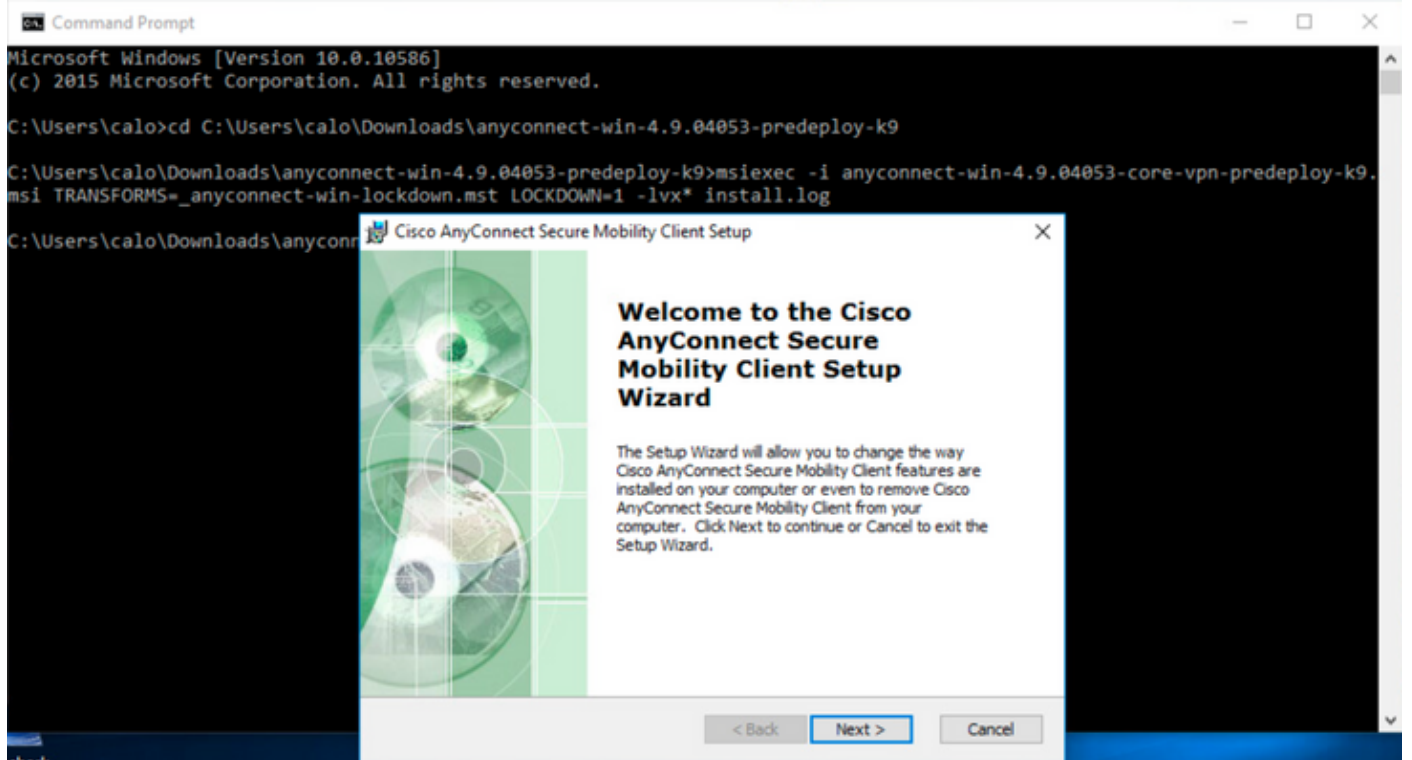 Command Prompt
Microsoft Windows [Version 10.0.10586]
(c) 2015 Microsoft Corporation. All rights reserved.
C:\Users\calo>cd C:\Users\calo\Downloads\anyconnect-win-4.9.04053-predeploy-k9
C:\Users\calo\Downloads\anyconnect-win-4.9.04053-predeploy-k9>msiexec -i anyconnect-win-4.9.04053-core-vpn-predeploy-k9.
msi TRANSFORMS=_anyconnect-win-lockdown.mst LOCKDOWN=1 -lvx* install.log
C:\Users\calo\Downloads\anyconr
Cisco AnyConnect Secure Mobility Client Setup
Welcome to the Cisco
AnyConnect Secure
Mobility Client Setup
Wizard
The Setup Wizard will allow you to change the way
Cisco AnyConnect Secure Mobility Client features are
installed on your computer or even to remove Cisco
AnyConnect Secure Mobility Client from your
computer. Click Next to continue or Cancel to exit the
Setup Wizard.
< Back
Next >
Cancel